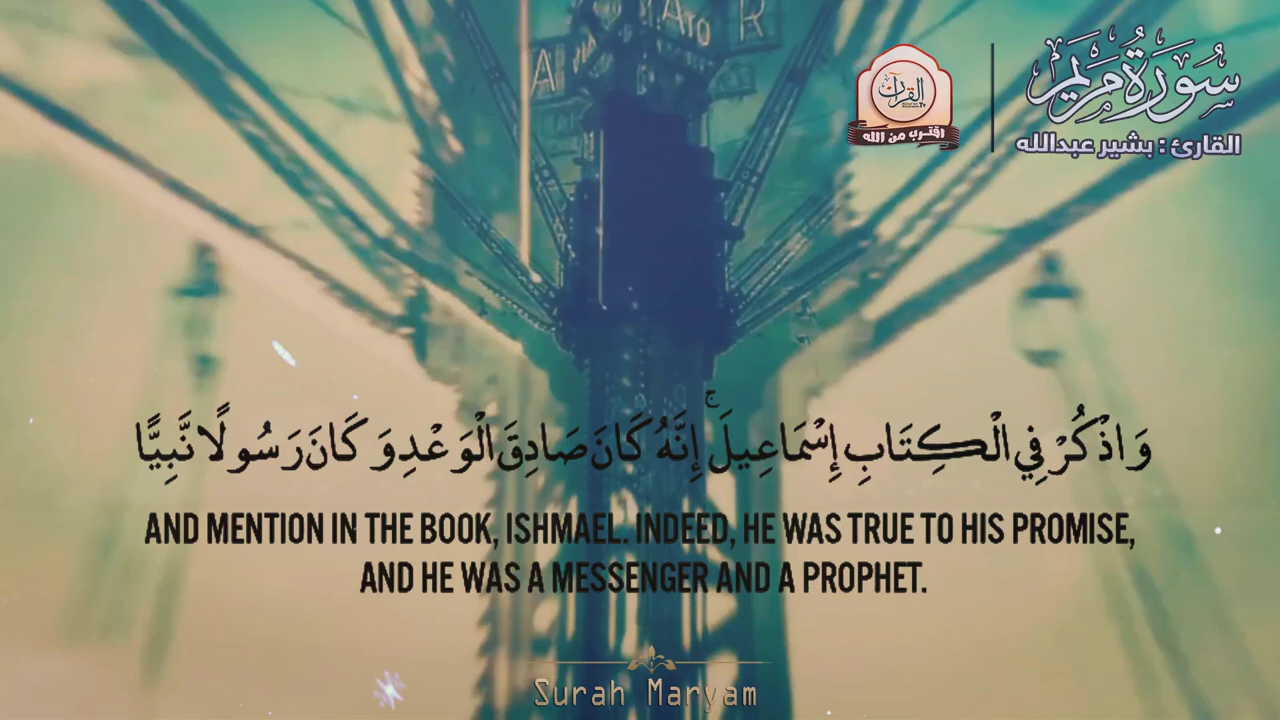 سُورَةُ مَرْيَم
القارئ : بشير عبدالله
القرآن
TV
اقترب من الله
وَاذْكُرْ فِي الْكِتَابِ إِسْمَاعِيلَ ۚ إِنَّهُ كَانَ صَادِقَ الْوَعْدِ وَكَانَ رَسُولًا نَّبِيًّا
AND MENTION IN THE BOOK, ISHMAEL. INDEED, HE WAS TRUE TO HIS PROMISE,
AND HE WAS A MESSENGER AND A PROPHET.
Surah Maryam